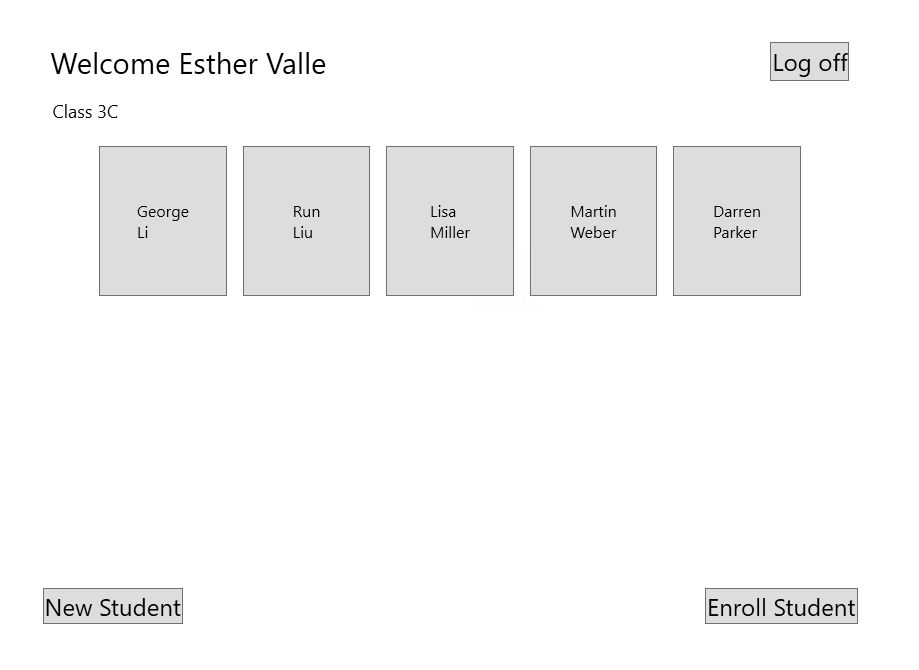 Welcome Esther Valle
Log off
Class 3C
George
Li
Run
Liu
Lisa
Miller
Martin
Weber
Darren
Parker
New Student
Enroll Student